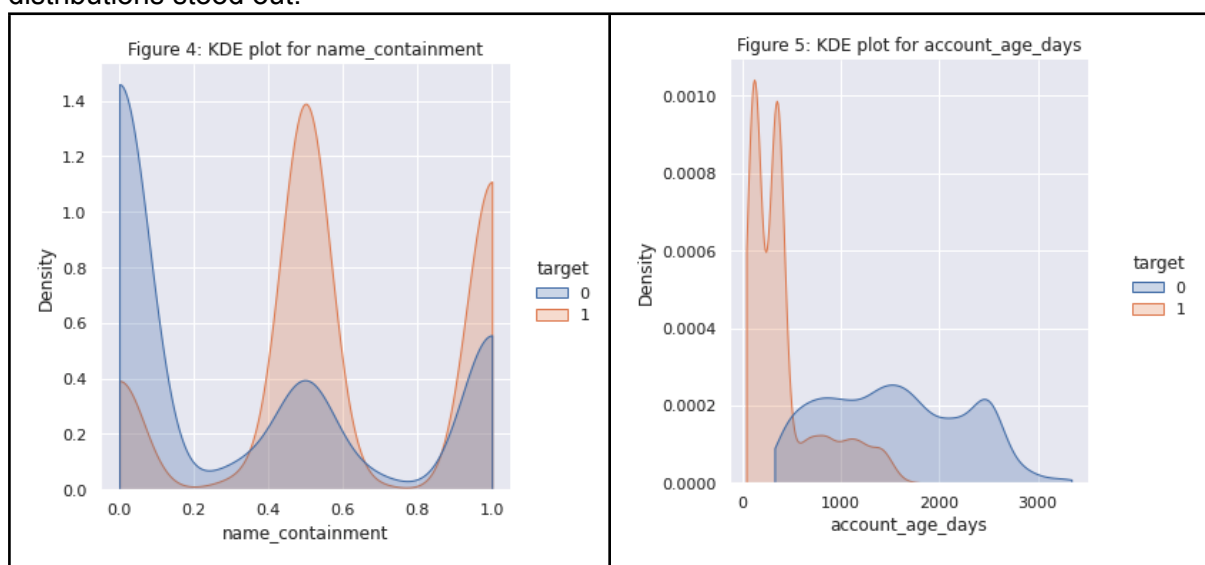 distributions stood out.
Figure 4: KDE plot for name_containment
1.4
1.2
1.0
0.8
0.6
0.4
0.2
0.0
Density
0.0 0.2 0.4 0.6 0.8 1.0
name_containment
target
0
1
Figure 5: KDE plot for account_age_days
0.0010
0.0008
0.0006
0.0004
0.0002
0.0000
Density
0 1000 2000 3000
account_age_days
target
0
1